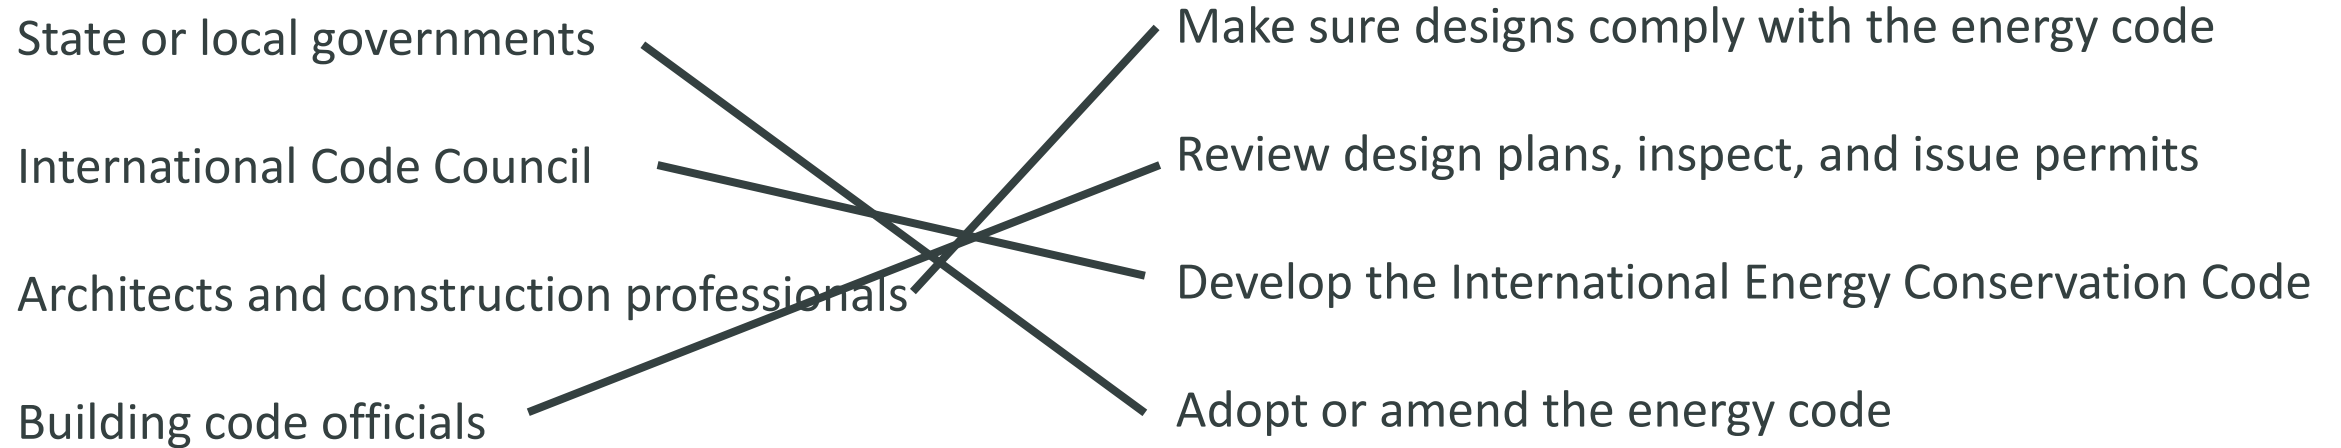 State or local governments
International Code Council
Architects and construction professionals
Building code officials
Make sure designs comply with the energy code
Review design plans, inspect, and issue permits
Develop the International Energy Conservation Code
Adopt or amend the energy code